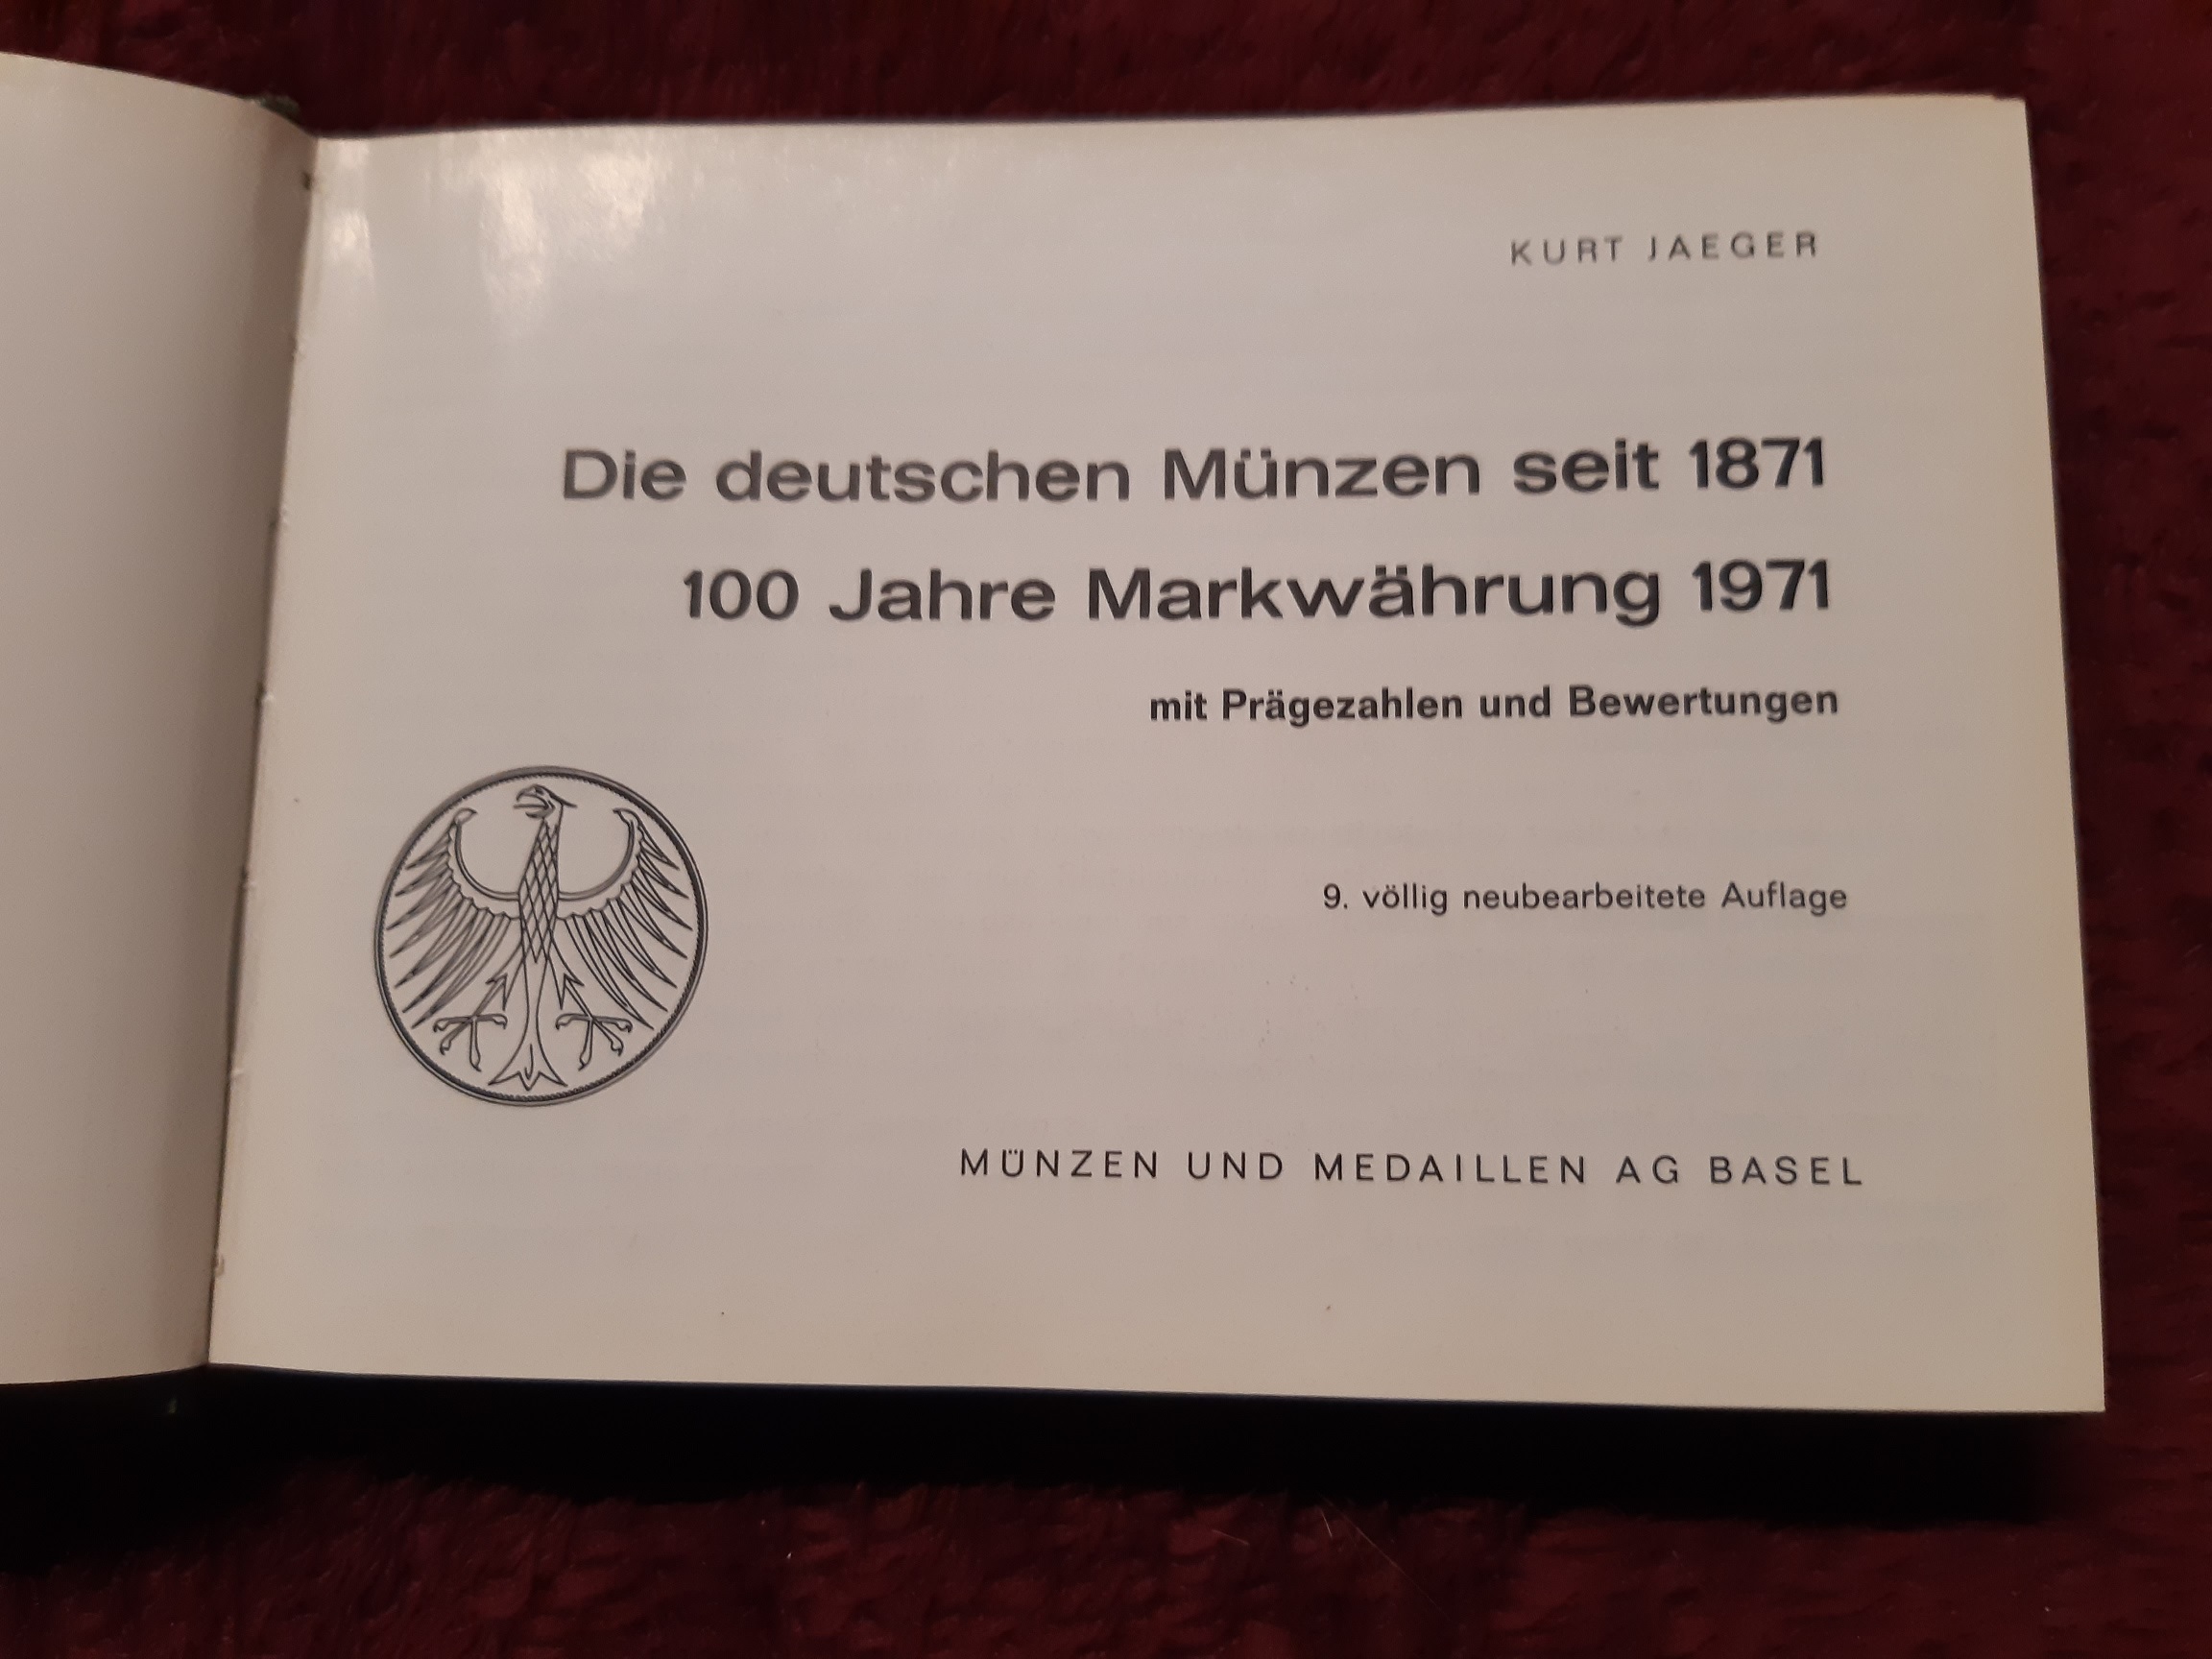 KURT JAEGER
Die deutschen Münzen seit 1871
100 Jahre Markwährung 1971
mit Prägezahlen und Bewertungen
9. völlig neubearbeitete Auflage
MÜNZEN UND MEDAILLEN AG BASEL